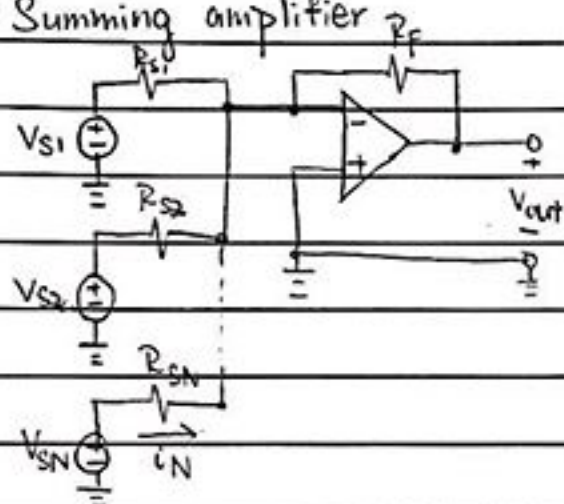 Summing amplifier
RS1
RF
VS1
-
+
+
Vout
-
RS2
VS2
RSN
VSN
iN